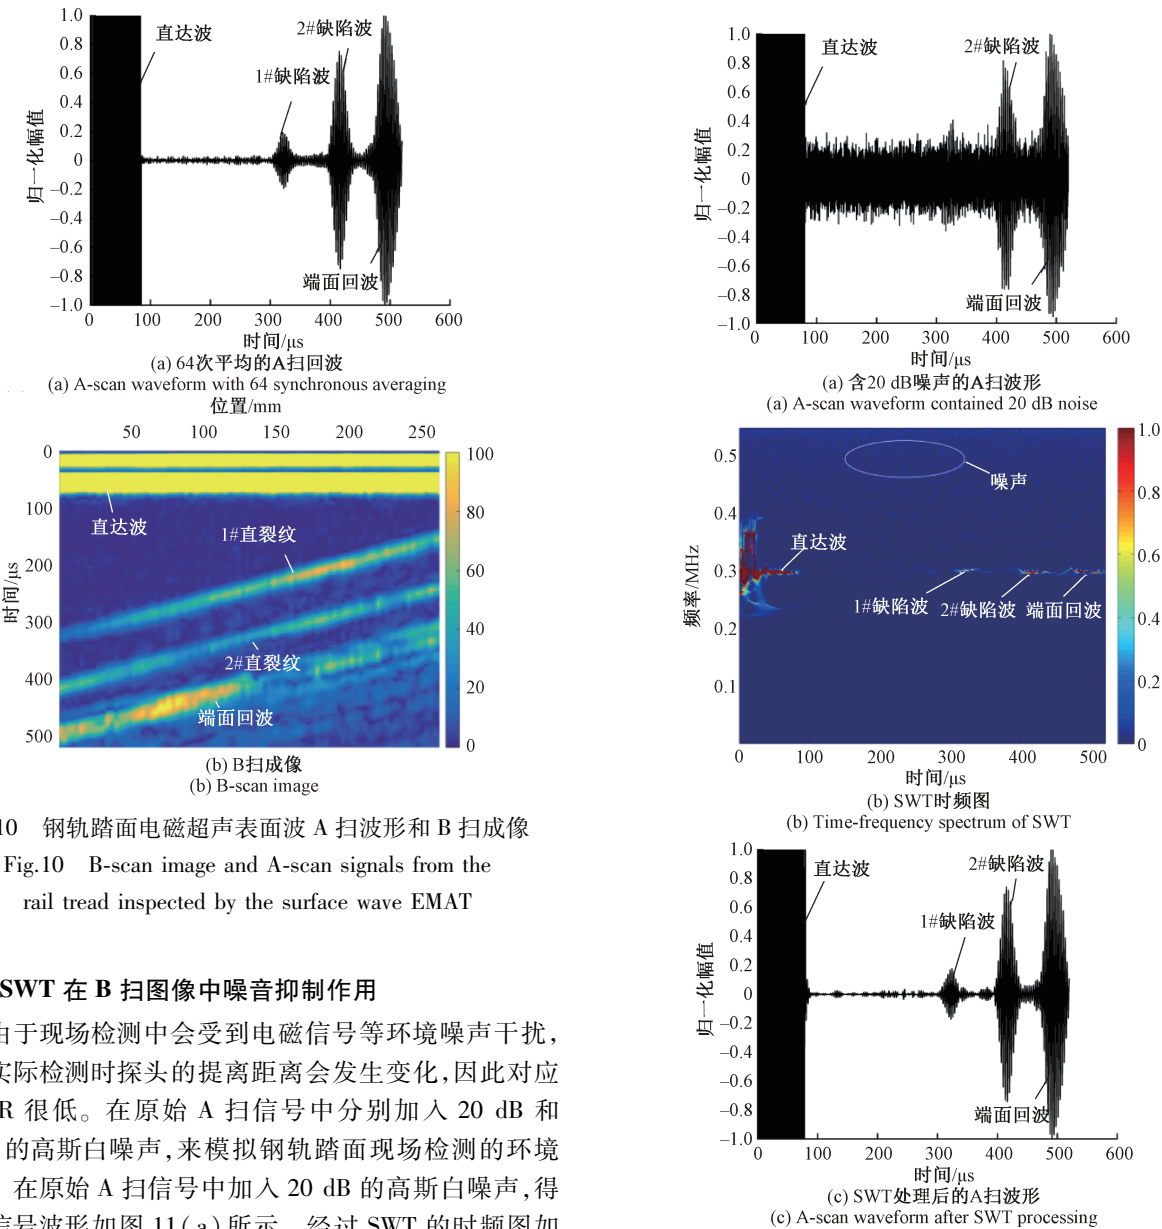 1.0
0.8
0.6
0.4
0.2
0
–0.2
–0.4
–0.6
–0.8
–1.0
归一化幅值
直达波
2#缺陷波
1#缺陷波
端面回波
0 100 200 300 400 500 600
时间/μs
(a) 64次平均的A扫回波
(a) A-scan waveform with 64 synchronous averaging
位置/mm
50 100 150 200 250
0
100
200
300
400
500
时间/μs
直达波
1#直裂纹
2#直裂纹
端面回波
100
80
60
40
20
0
(b) B扫成像
(b) B-scan image
10 钢轨踏面电磁超声表面波 A 扫波形和 B 扫成像
Fig.10 B-scan image and A-scan signals from the
rail tread inspected by the surface wave EMAT
SWT 在 B 扫图像中噪音抑制作用
由于现场检测中会受到电磁信号等环境噪声干扰,
实际检测时探头的提离距离会发生变化,因此对应
R 很低。在原始 A 扫信号中分别加入 20 dB 和
的高斯白噪声,来模拟钢轨踏面现场检测的环境
在原始 A 扫信号中加入 20 dB 的高斯白噪声,得
信号波形如图 11(a)所示。经过 SWT 的时频图如
1.0
0.8
0.6
0.4
0.2
0
–0.2
–0.4
–0.6
–0.8
–1.0
归一化幅值
直达波
2#缺陷波
端面回波
0 100 200 300 400 500 600
时间/μs
(a) 含20 dB噪声的A扫波形
(a) A-scan waveform contained 20 dB noise
0.5
0.4
0.3
0.2
0.1
频率/MHz
噪声
直达波
1#缺陷波 2#缺陷波 端面回波
1.0
0.8
0.6
0.4
0.2
0
0 100 200 300 400 500
时间/μs
(b) SWT时频图
(b) Time-frequency spectrum of SWT
1.0
0.8
0.6
0.4
0.2
0
–0.2
–0.4
–0.6
–0.8
–1.0
归一化幅值
直达波
2#缺陷波
1#缺陷波
端面回波
0 100 200 300 400 500 600
时间/μs
(c) SWT处理后的A扫波形
(c) A-scan waveform after SWT processing